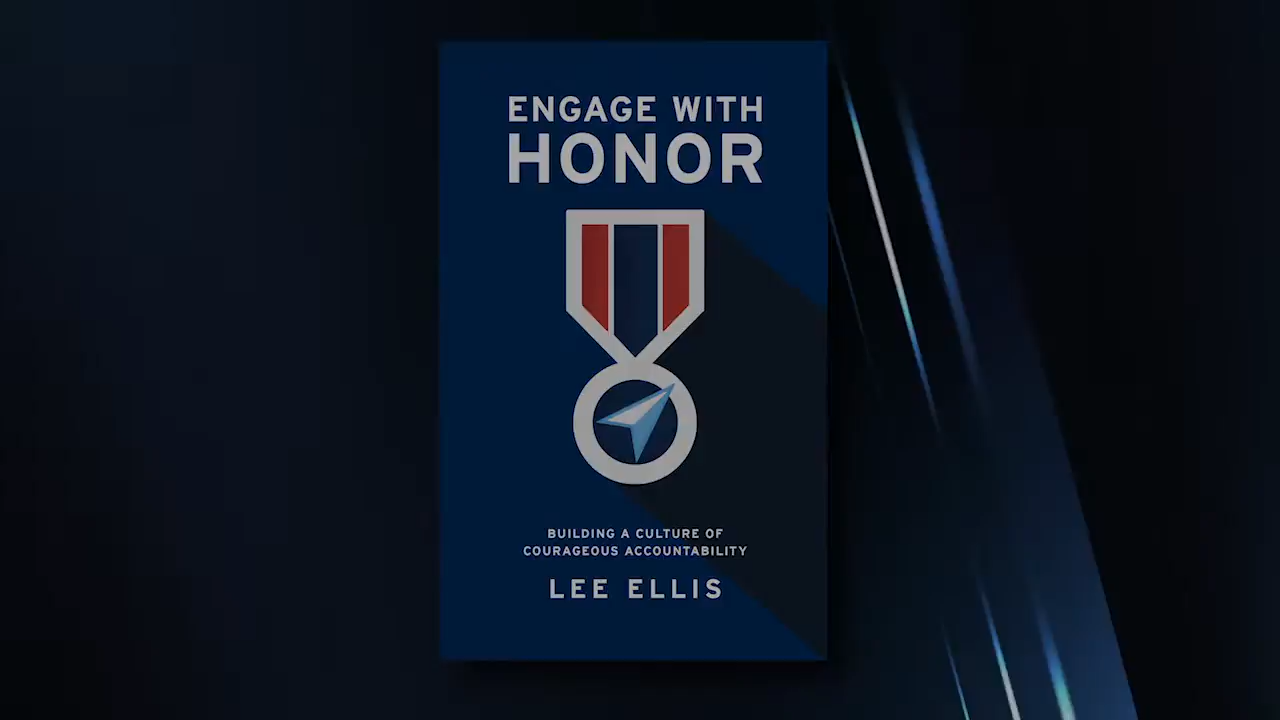 ENGAGE WITH
HONOR
BUILDING A CULTURE OF
COURAGEOUS ACCOUNTABILITY
LEE ELLIS